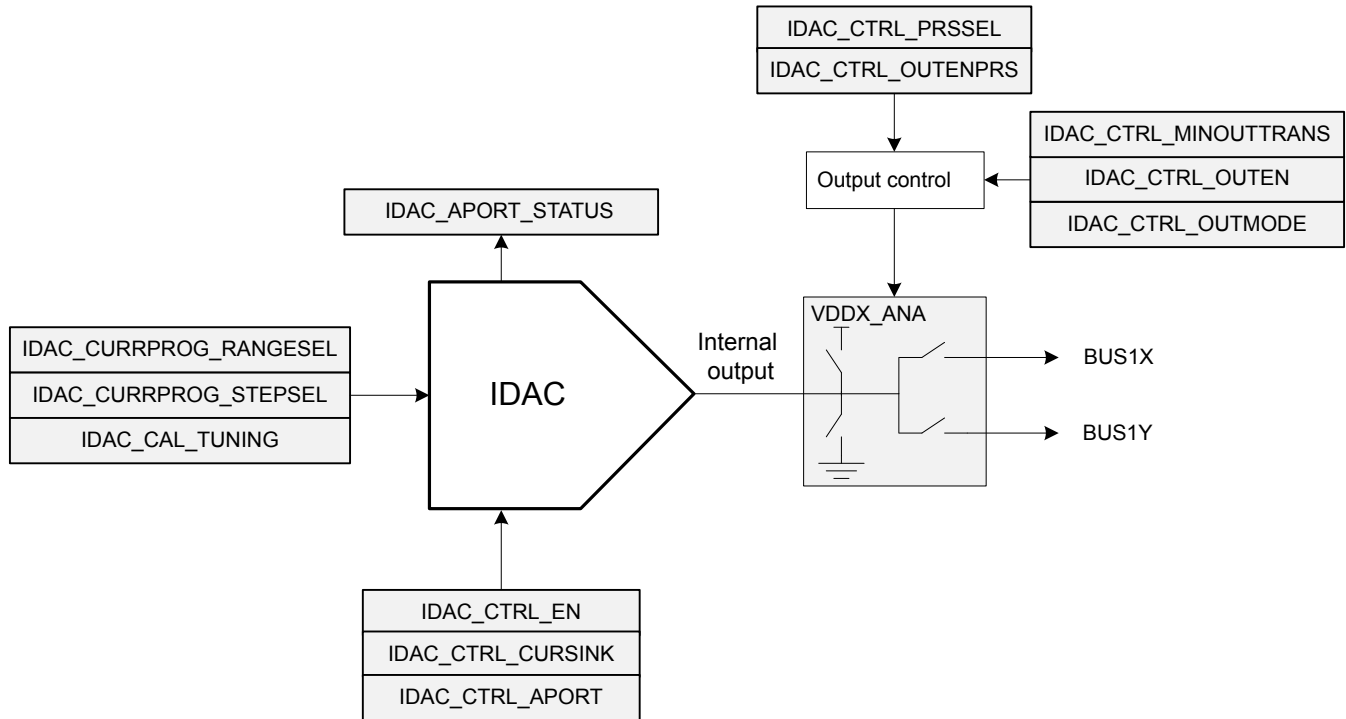 IDAC_CTRL_PRSSEL
IDAC_CTRL_OUTENPRS
IDAC_CTRL_MINOUTTRANS
IDAC_CTRL_OUTEN
IDAC_CTRL_OUTMODE
Output control
IDAC_APORT_STATUS
VDDX_ANA
IDAC_CURRPROG_RANGESEL
IDAC_CURRPROG_STEPSEL
IDAC_CAL_TUNING
IDAC
Internal
output
BUS1X
BUS1Y
IDAC_CTRL_EN
IDAC_CTRL_CURSINK
IDAC_CTRL_APORT